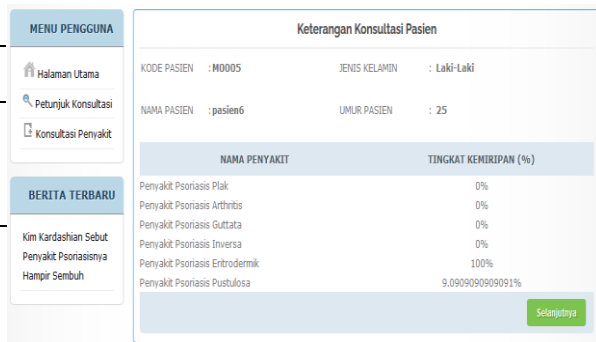 MENU PENGGUNA
Halaman Utama
Petunjuk Konsultasi
Konsultasi Penyakit
BERITA TERBARU
Kim Kardashian Sebut
Penyakit Psoriasisnya
Hampir Sembuh
Keterangan Konsultasi Pasien
KODE PASIEN : M0005 JENIS KELAMIN : Laki-Laki
NAMA PASIEN : pasien6 UMUR PASIEN : 25
NAMA PENYAKIT TINGKAT KEMIRIPAN (%)
Penyakit Psoriasis Plak 0%
Penyakit Psoriasis Arthritis 0%
Penyakit Psoriasis Guttata 0%
Penyakit Psoriasis Inversa 0%
Penyakit Psoriasis Eritrodermik 100%
Penyakit Psoriasis Pustulosa 9.0909090909091%
Selanjutnya